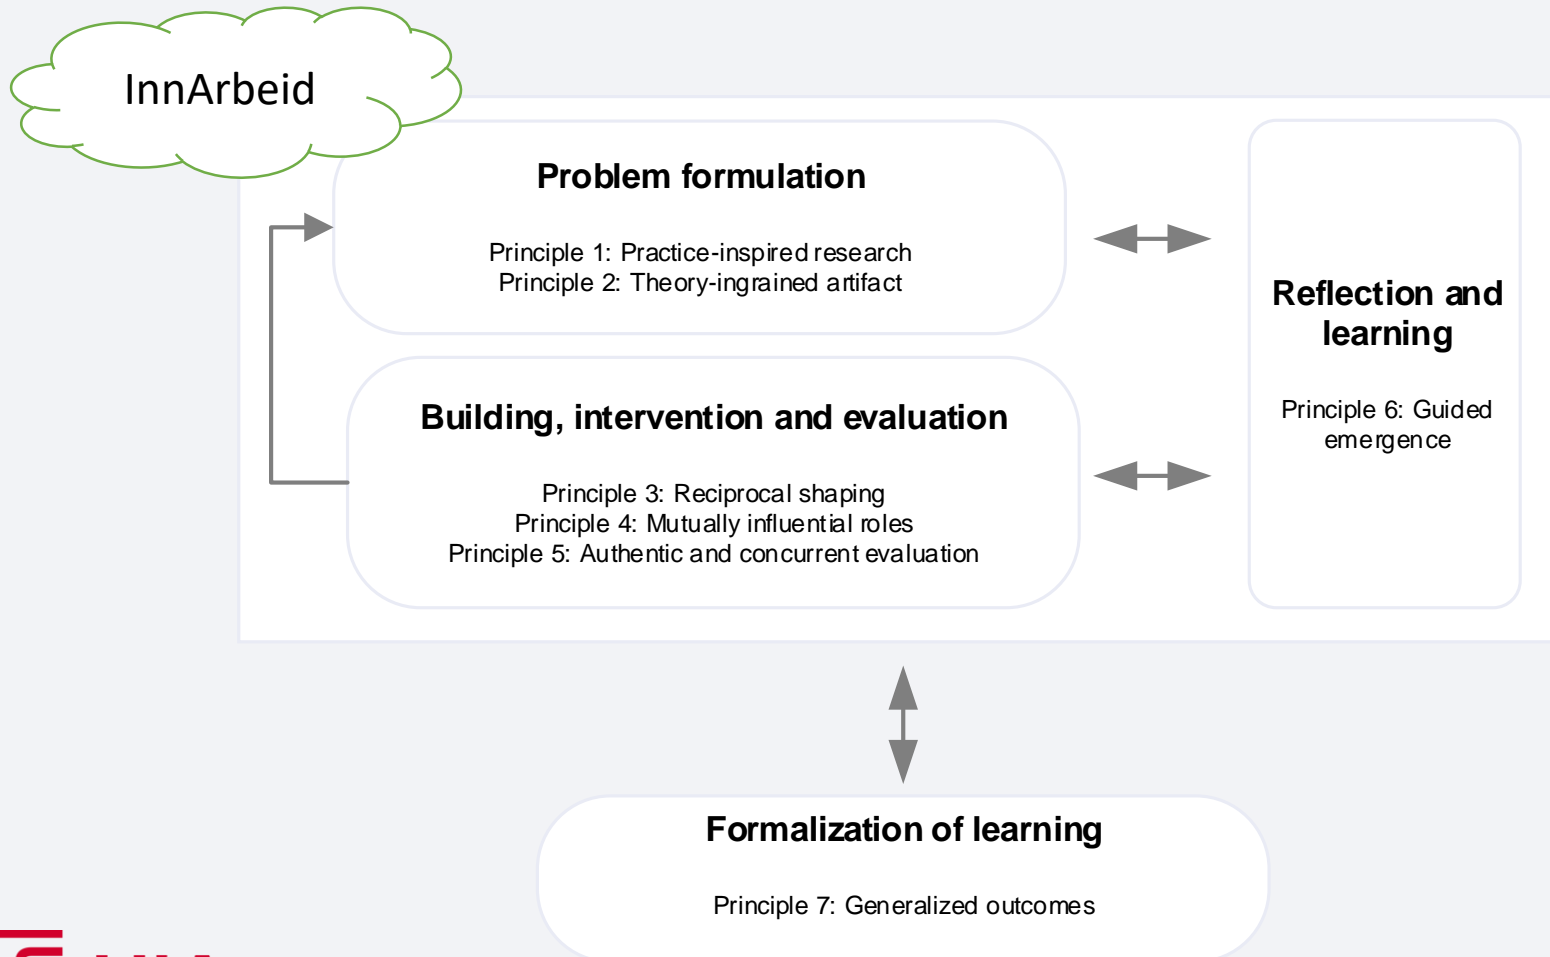 InnArbeid
Problem formulation
Principle 1: Practice-inspired research
Principle 2: Theory-ingrained artifact
Building, intervention and evaluation
Principle 3: Reciprocal shaping
Principle 4: Mutually influential roles
Principle 5: Authentic and concurrent evaluation
Reflection and
learning
Principle 6: Guided
emergence
Formalization of learning
Principle 7: Generalized outcomes